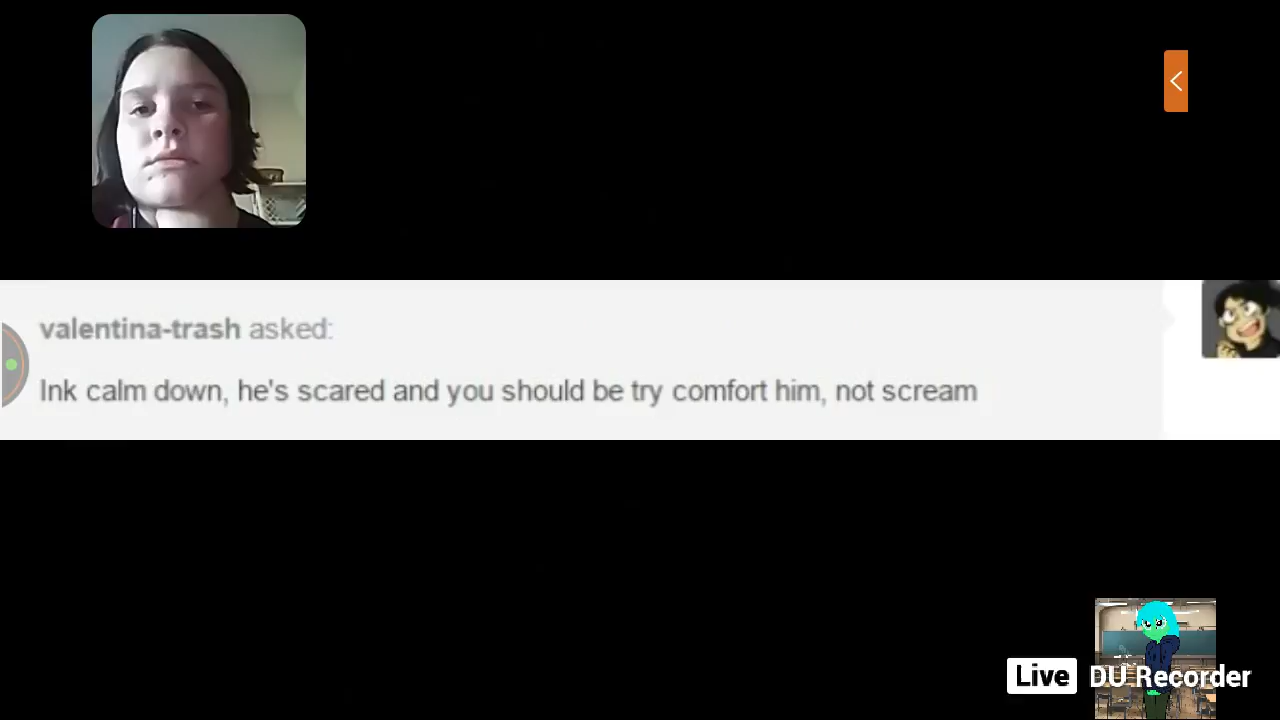 valentina-trash asked:
Ink calm down, he's scared and you should be try comfort him, not scream
Live DU Recorder